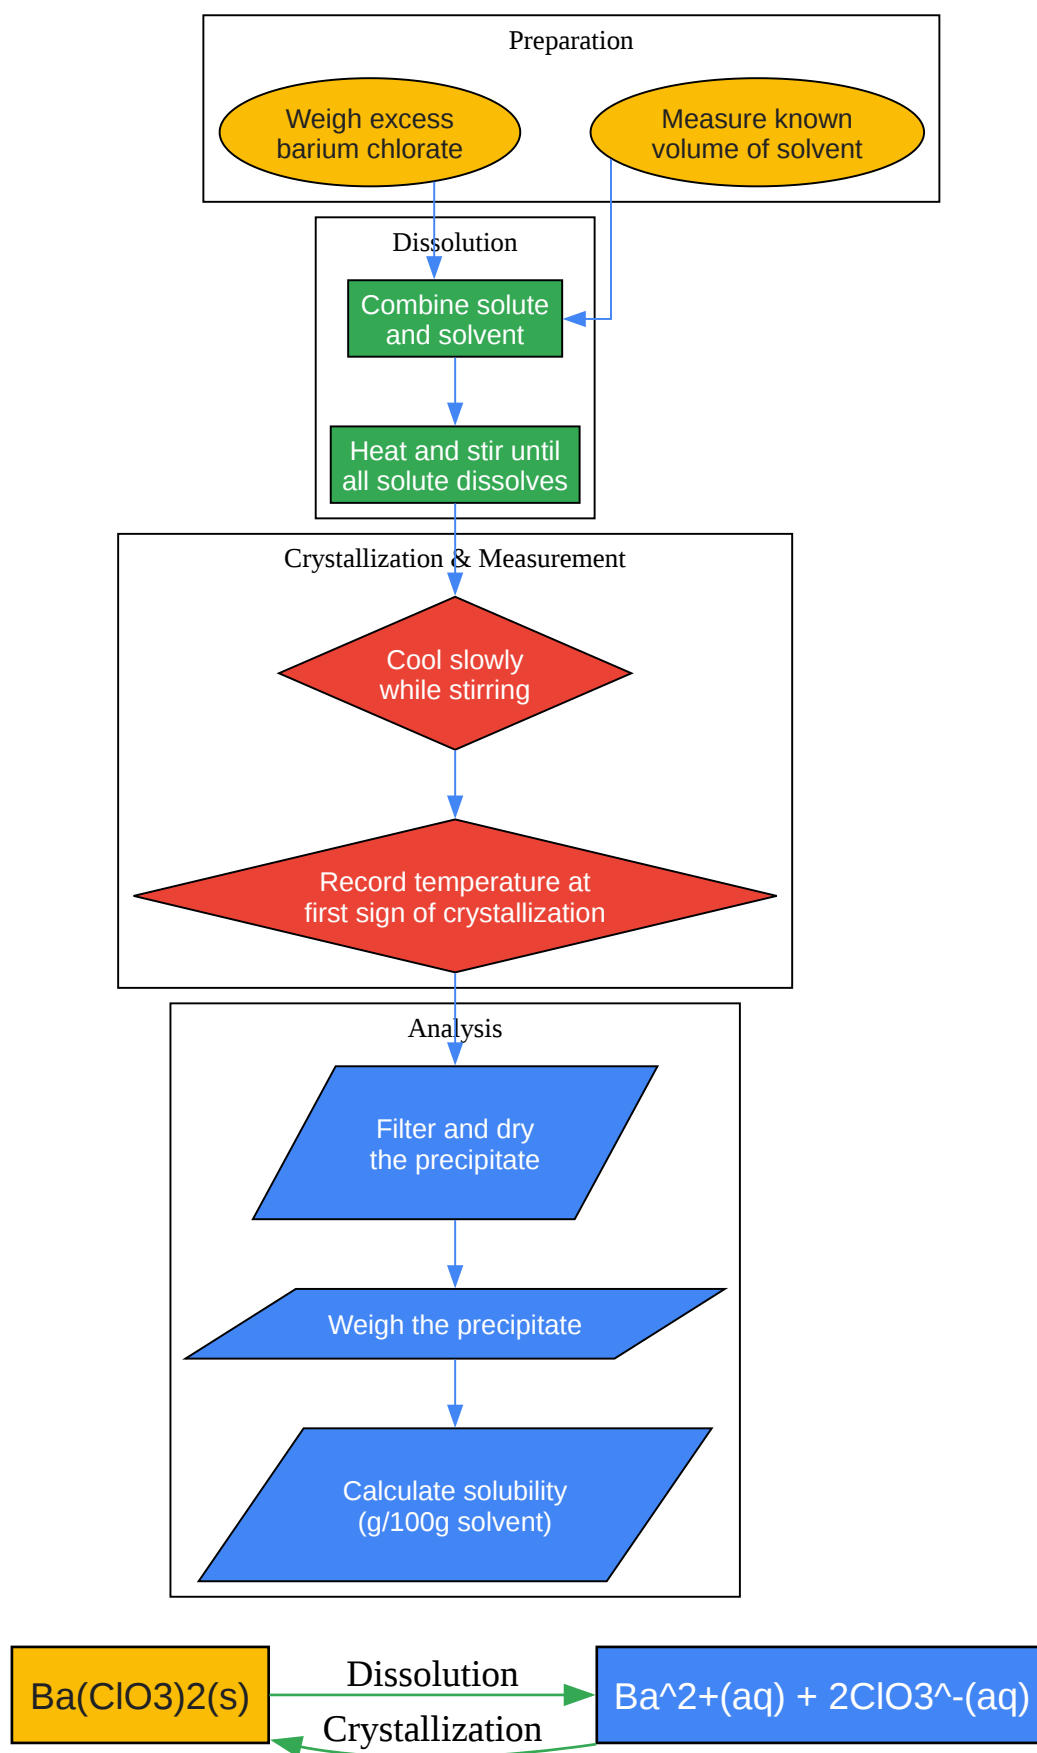 Preparation
Weigh excess
barium chlorate
Measure known
volume of solvent
Dissolution
Combine solute
and solvent
Heat and stir until
all solute dissolves
Crystallization & Measurement
Cool slowly
while stirring
Record temperature at
first sign of crystallization
Analysis
Filter and dry
the precipitate
Weigh the precipitate
Calculate solubility
(g/100g solvent)
Ba(ClO3)2(s)
Dissolution
Ba^2+(aq) + 2ClO3^-(aq)
Crystallization